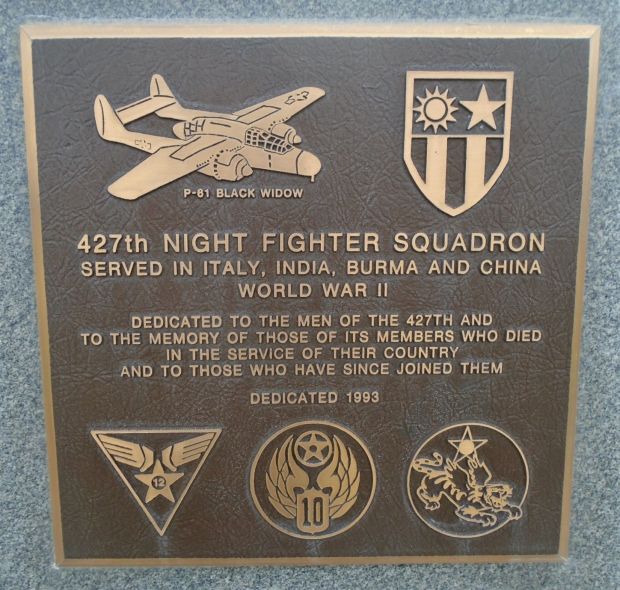 P-61 BLACK WIDOW
427th NIGHT FIGHTER SQUADRON
SERVED IN ITALY, INDIA, BURMA AND CHINA
WORLD WAR II
DEDICATED TO THE MEN OF THE 427TH AND
TO THE MEMORY OF THOSE OF ITS MEMBERS WHO DIED
IN THE SERVICE OF THEIR COUNTRY
AND TO THOSE WHO HAVE SINCE JOINED THEM
DEDICATED 1993
12
10